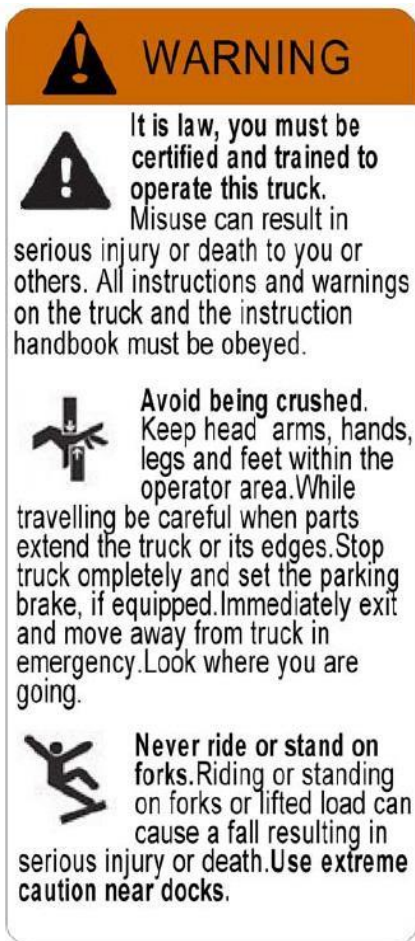 WARNING
It is law, you must be
certified and trained to
operate this truck.
Misuse can result in
serious injury or death to you or
others. All instructions and warnings
on the truck and the instruction
handbook must be obeyed.
Avoid being crushed.
Keep head arms, hands,
legs and feet within the
operator area.While
travelling be careful when parts
extend the truck or its edges.Stop
truck ompletely and set the parking
brake, if equipped.Immediately exit
and move away from truck in
emergency.Look where you are
going.
Never ride or stand on
forks.Riding or standing
on forks or lifted load can
cause a fall resulting in
serious injury or death.Use extreme
caution near docks.